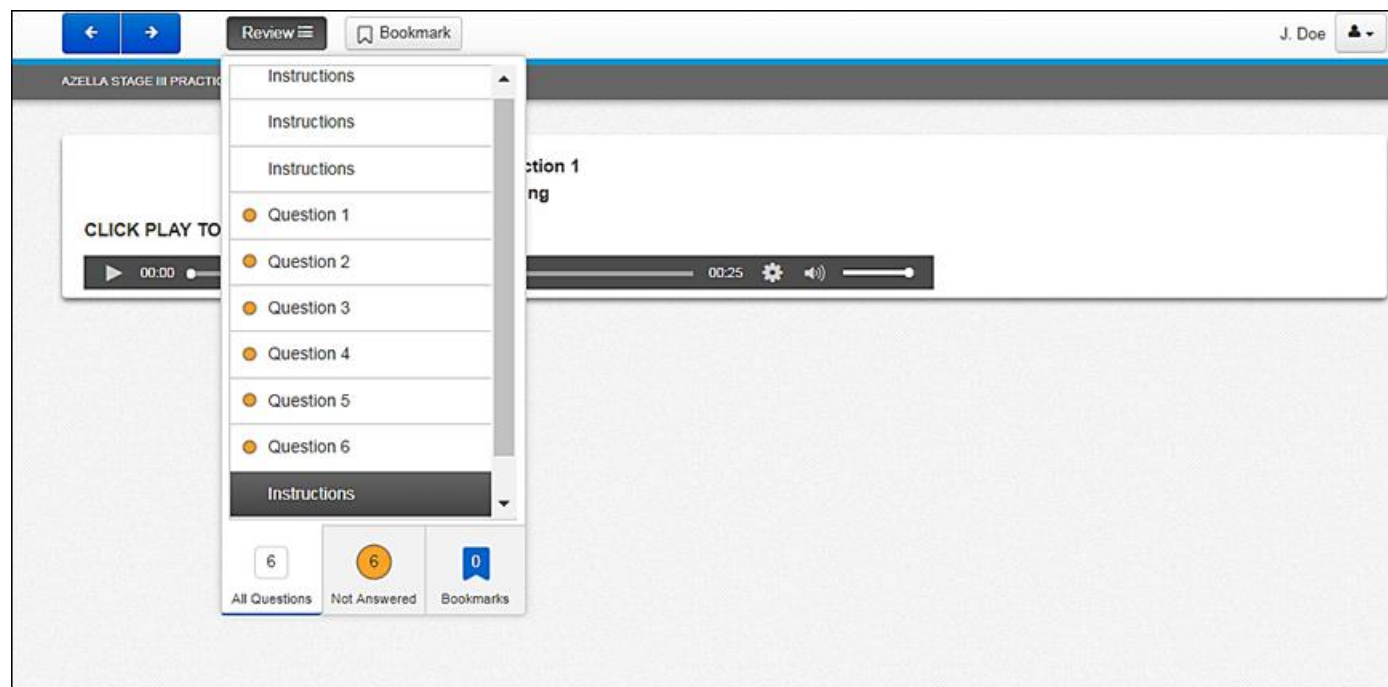 Review
Bookmark
J. Doe
AZELLA STAGE III PRACTIC
Instructions
Instructions
Instructions
Question 1
Question 2
Question 3
Question 4
Question 5
Question 6
Instructions
6
6
0
All Questions
Not Answered
Bookmarks
ction 1
ng
CLICK PLAY TO
00:00
00:25